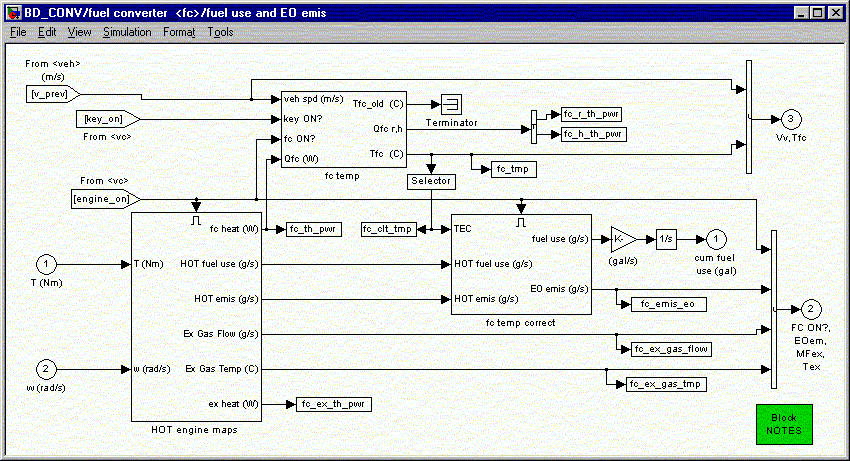 BD_CONV/fuel converter <fc>/fuel use and EO emis
File Edit View Simulation Format Tools
From <veh>
(m/s)
[v_prev]
[key_on]
From <vc>
veh spd (m/s)
key ON?
fc ON?
Qfc (W)
Tfc_old (C)
Qfc r,h
Tfc (C)
fc temp
Terminator
T
fc_r_th_pwr
fc_h_th_pwr
fc_tmp
3
Vv,Tfc
Selector
From <vc>
[engine_on]
fc heat (W)
fc_th_pwr
fc_clt_tmp
1
T (Nm)
T (Nm)
HOT fuel use (g/s)
HOT emis (g/s)
Ex Gas Flow (g/s)
Ex Gas Temp (C)
ex heat (W)
2
w (rad/s)
w (rad/s)
HOT engine maps
TEC
HOT fuel use (g/s)
HOT emis (g/s)
fuel use (g/s)
EO emis (g/s)
fc temp correct
K-
(gal/s)
1/s
1
cum fuel
use (gal)
fc_emis_eo
fc_ex_gas_flow
fc_ex_gas_tmp
fc_ex_th_pwr
2
FC ON?,
EOem,
MFex,
Tex
Block
NOTES